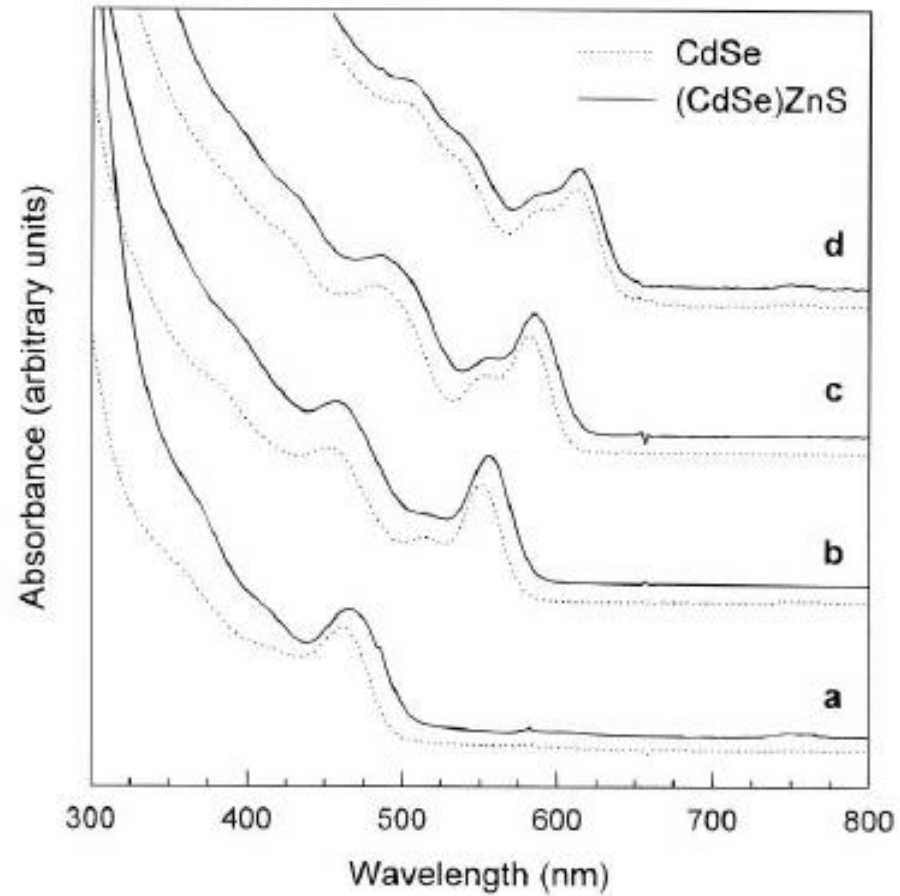 CdSe
(CdSe)ZnS
Absorbance (arbitrary units)
d
c
b
a
300 400 500 600 700 800
Wavelength (nm)